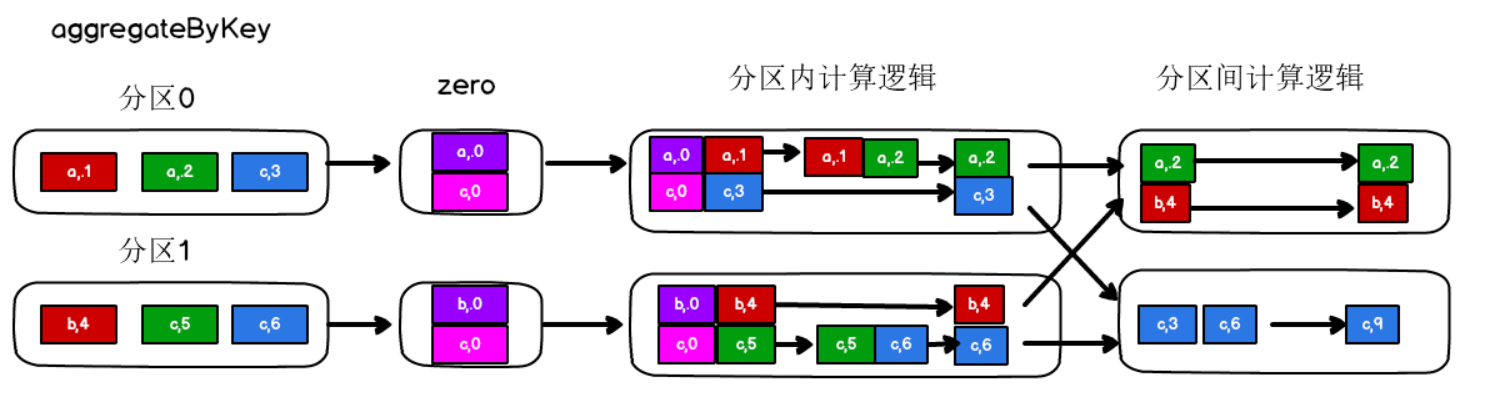 aggregateByKey
分区0
zero
分区内计算逻辑
分区间计算逻辑
a,.1 a,.2 c,3
a,.0
c,0
a,.0 a,.1 a,.1 a,.2 a,.2
c,0 c,3 c,3
a,.2 a,.2
b,4 b,4
分区1
b,4 c,5 c,6
b,.0
c,0
b,.0 b,4 b,4
c,0 c,5 c,5 c,6 c,6
c,3 c,6 c,9